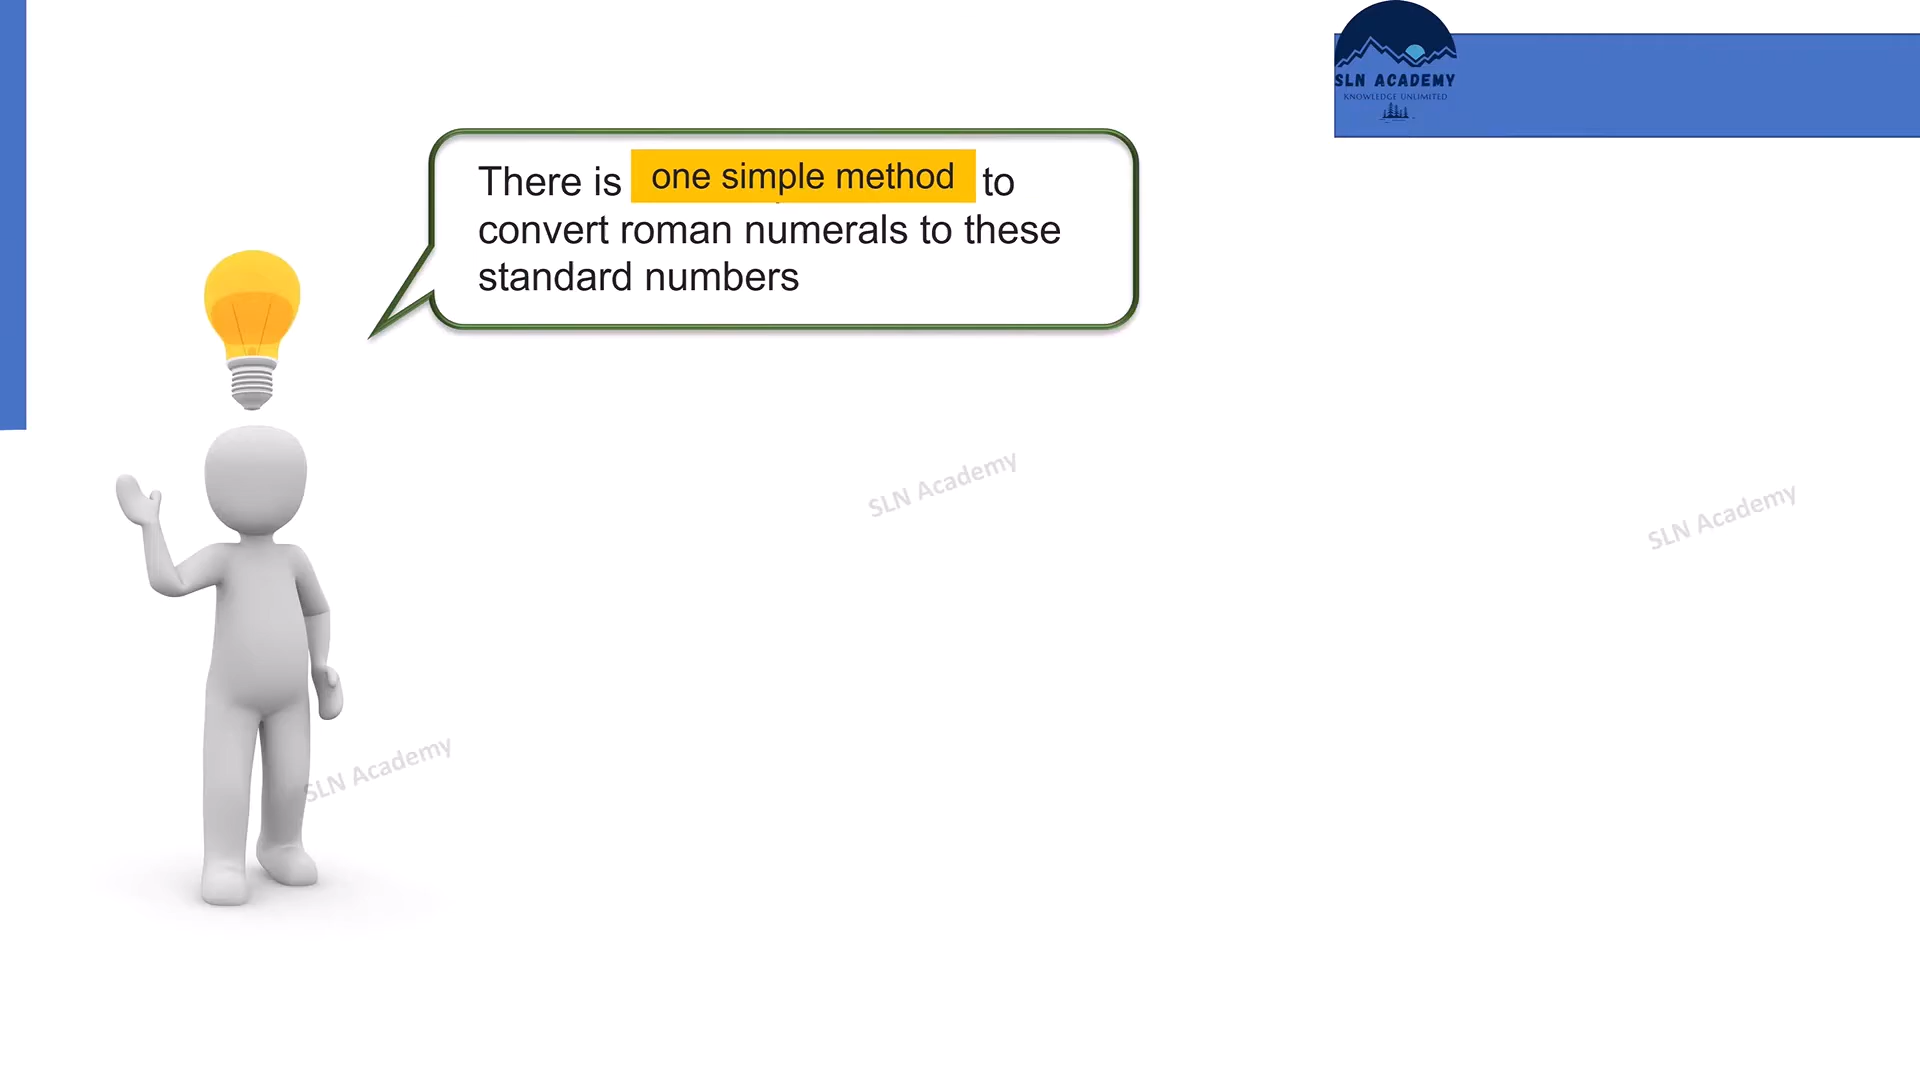 SLN ACADEMY
KNOWLEDGE UNLIMITED
There is one simple method to
convert roman numerals to these
standard numbers
SLN Academy
SLN Academy
SLN Academy